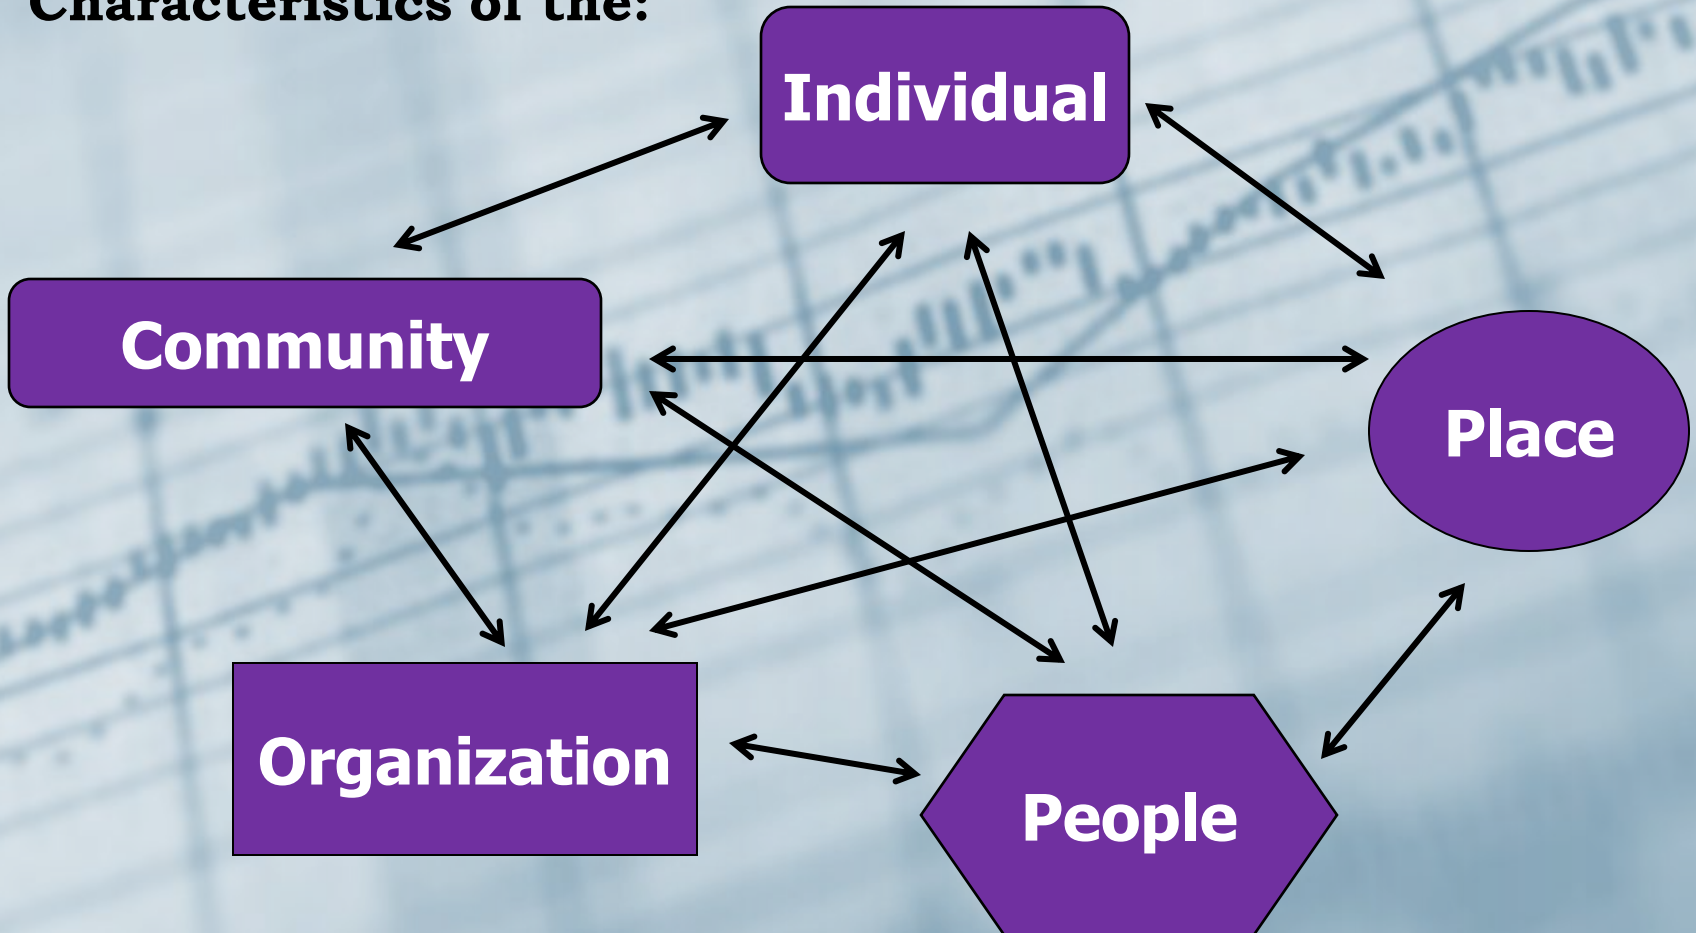 Characteristics of the:
Individual
Community
Place
Organization
People